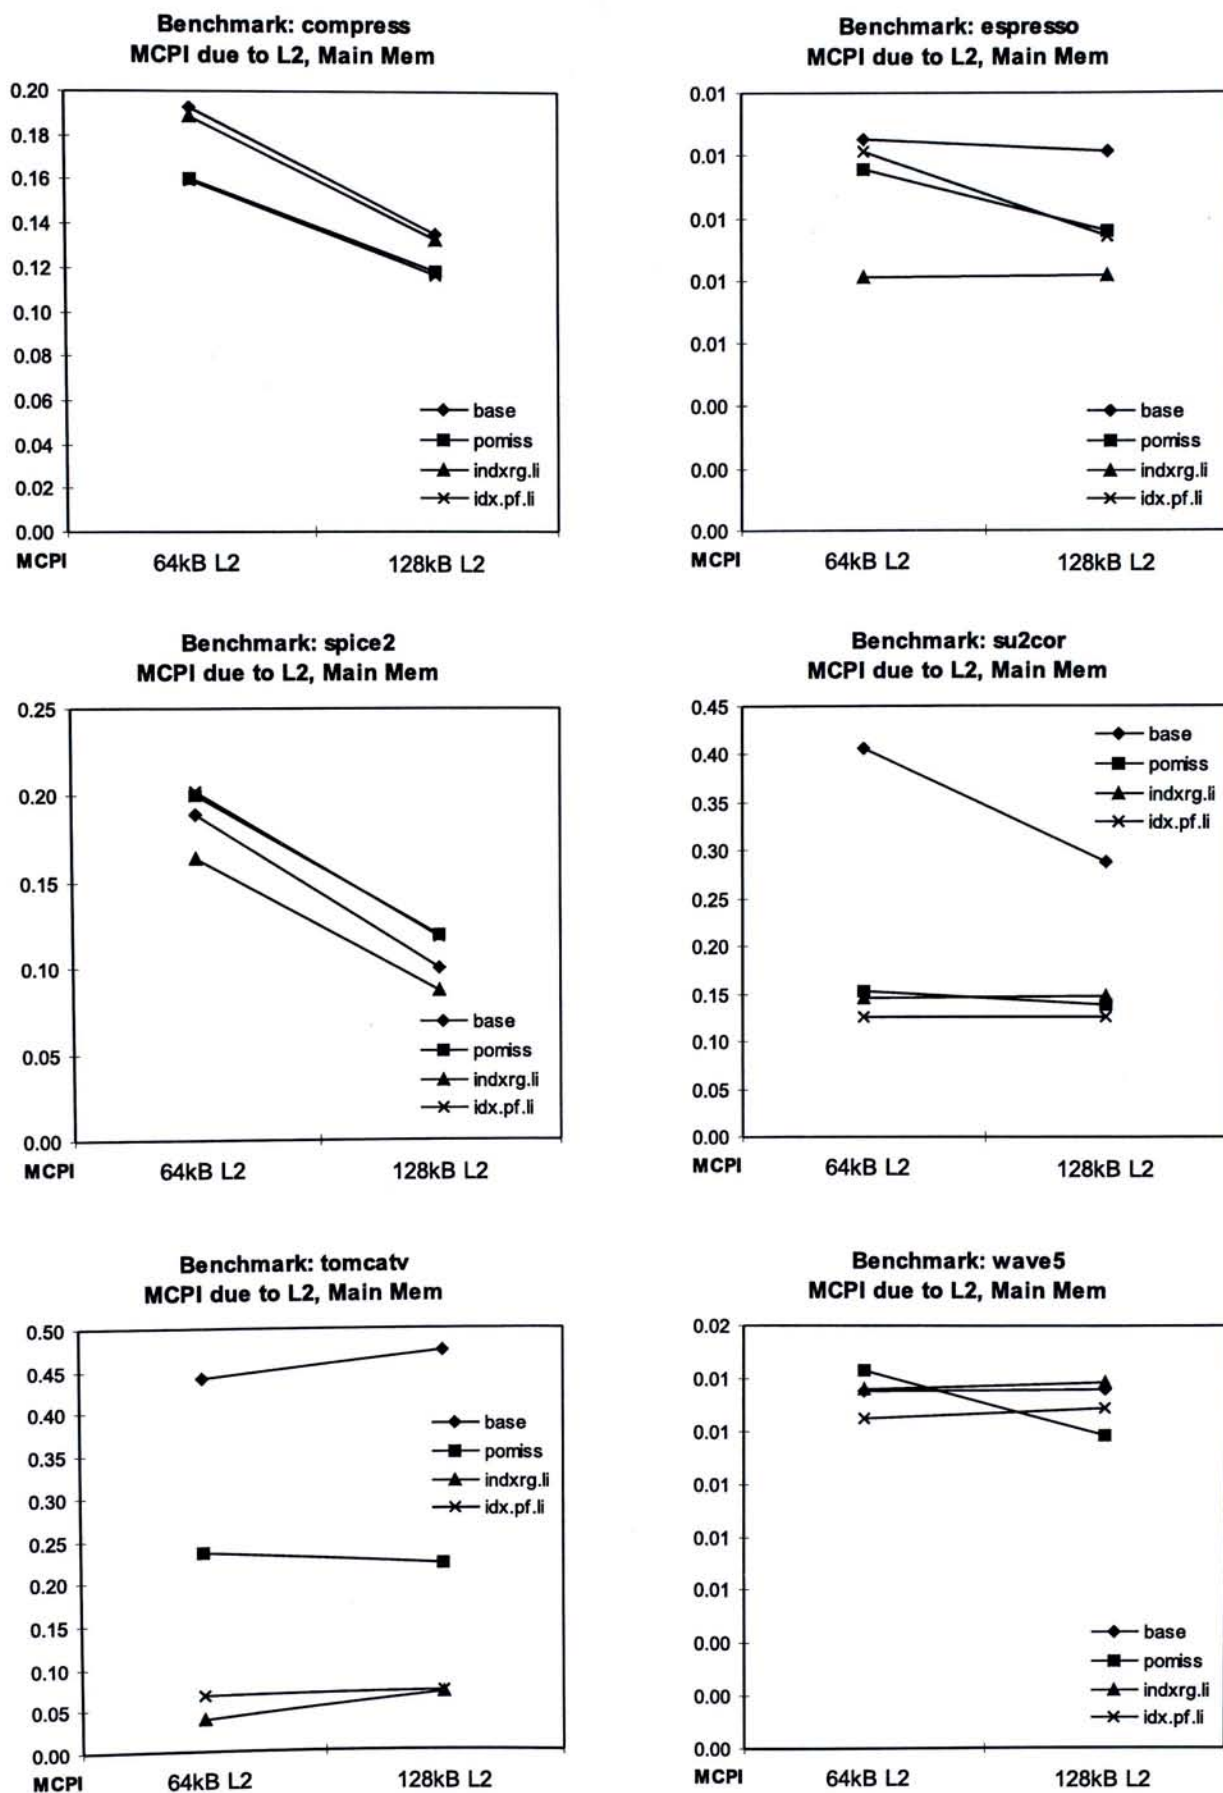 Benchmark: compress
MCPI due to L2, Main Mem
0.20
0.18
0.16
0.14
0.12
0.10
0.08
0.06
0.04
0.02
0.00
base
pomiss
indxrg.li
idx.pf.li
MCPI
64kB L2
128kB L2
Benchmark: espresso
MCPI due to L2, Main Mem
0.01
0.01
0.01
0.01
0.01
0.00
0.00
0.00
base
pomiss
indxrg.li
idx.pf.li
MCPI
64kB L2
128kB L2
Benchmark: spice2
MCPI due to L2, Main Mem
0.25
0.20
0.15
0.10
0.05
0.00
base
pomiss
indxrg.li
idx.pf.li
MCPI
64kB L2
128kB L2
Benchmark: su2cor
MCPI due to L2, Main Mem
0.45
0.40
0.35
0.30
0.25
0.20
0.15
0.10
0.05
0.00
base
pomiss
indxrg.li
idx.pf.li
MCPI
64kB L2
128kB L2
Benchmark: tomcatv
MCPI due to L2, Main Mem
0.50
0.45
0.40
0.35
0.30
0.25
0.20
0.15
0.10
0.05
0.00
base
pomiss
indxrg.li
idx.pf.li
MCPI
64kB L2
128kB L2
Benchmark: wave5
MCPI due to L2, Main Mem
0.02
0.01
0.01
0.01
0.01
0.01
0.00
0.00
0.00
base
pomiss
indxrg.li
idx.pf.li
MCPI
64kB L2
128kB L2